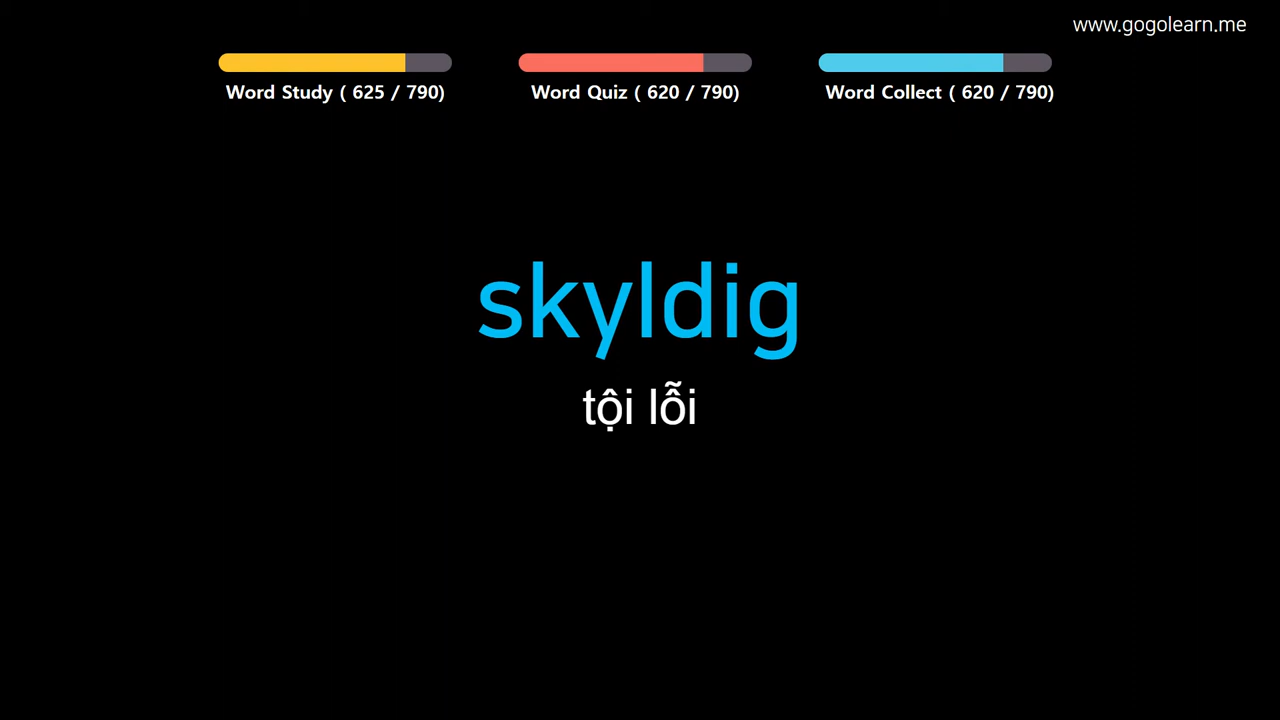 www.gogolearn.me
Word Study ( 625 / 790)
Word Quiz ( 620 / 790)
Word Collect ( 620 / 790)
skyldig
tội lỗi